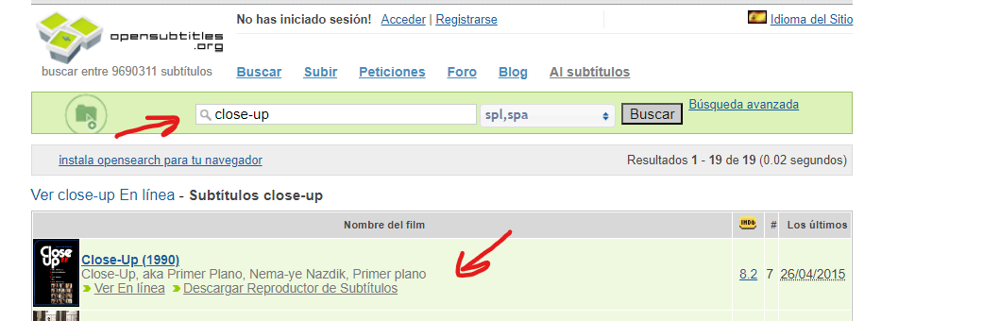 No has iniciado sesión! Acceder | Registrarse Idioma del Sitio
opensubtitles
.org
buscar entre 9690311 subtítulos
Buscar Subir Peticiones Foro Blog AI subtítulos
close-up spl,spa Buscar Búsqueda avanzada
instala opensearch para tu navegador Resultados 1 - 19 de 19 (0.02 segundos)
Ver close-up En línea - Subtítulos close-up
Nombre del film IMDb # Los últimos
Close Up
Close-Up (1990)
Close-Up, aka Primer Plano, Nema-ye Nazdik, Primer plano 8.2 7 26/04/2015
Ver En línea Descargar Reproductor de Subtítulos